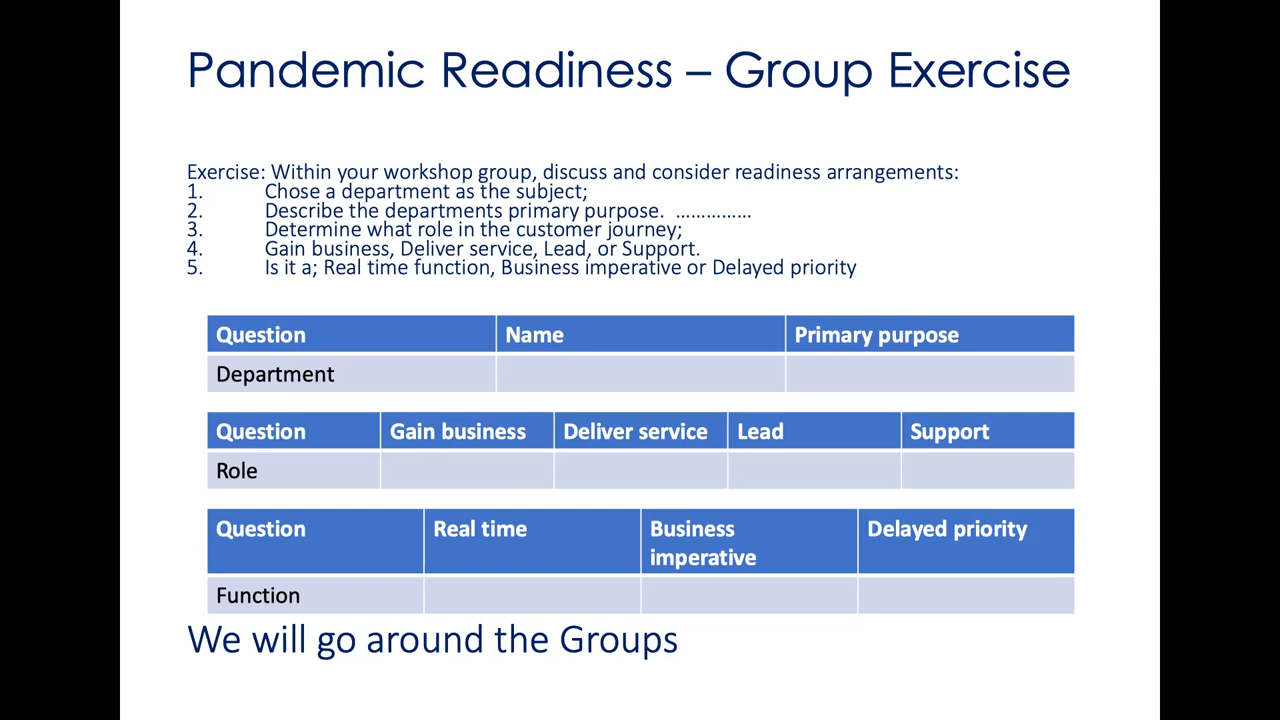 Pandemic Readiness – Group Exercise
Exercise: Within your workshop group, discuss and consider readiness arrangements:
1. Chose a department as the subject;
2. Describe the departments primary purpose. ……………
3. Determine what role in the customer journey;
4. Gain business, Deliver service, Lead, or Support.
5. Is it a; Real time function, Business imperative or Delayed priority
Question Name Primary purpose
Department
Question Gain business Deliver service Lead Support
Role
Question Real time Business imperative Delayed priority
Function
We will go around the Groups